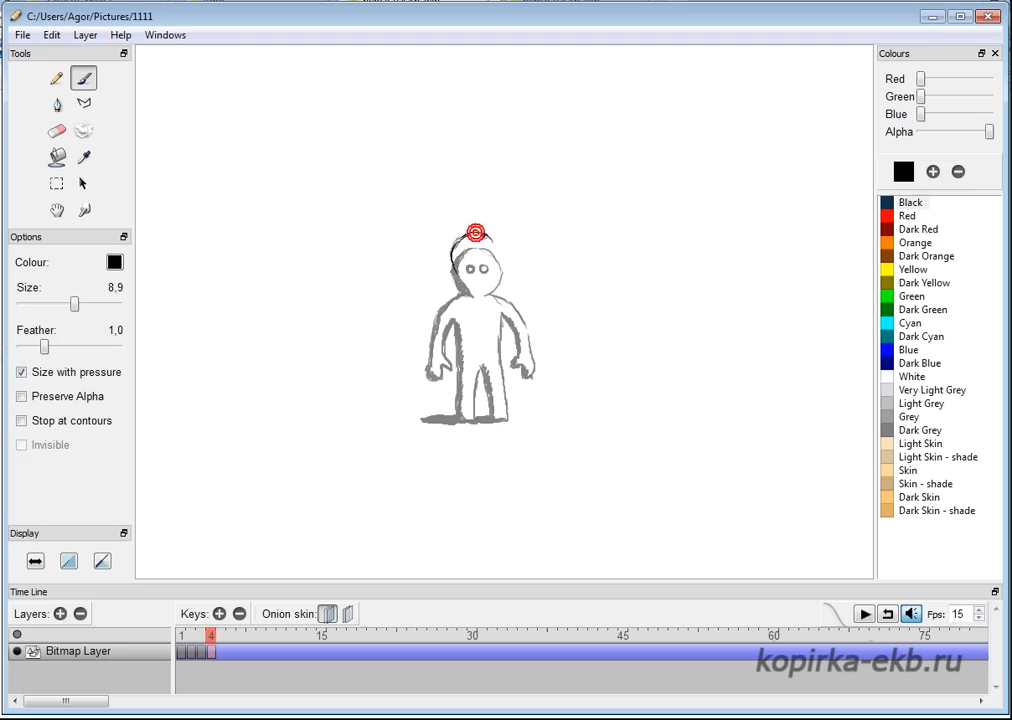 C:/Users/Agor/Pictures/1111
File Edit Layer Help Windows
Tools
Colours
Red
Green
Blue
Alpha
Options
Colour:
Size: 8,9
Feather: 1,0
Size with pressure
Preserve Alpha
Stop at contours
Invisible
Display
Black
Red
Dark Red
Orange
Dark Orange
Yellow
Dark Yellow
Green
Dark Green
Cyan
Dark Cyan
Blue
Dark Blue
White
Very Light Grey
Light Grey
Grey
Dark Grey
Light Skin
Light Skin - shade
Skin
Skin - shade
Dark Skin
Dark Skin - shade
Time Line
Layers: Keys: Onion skin: Fps: 15
1 4 15 30 45 60 75
Bitmap Layer
kopirka-ekb.ru